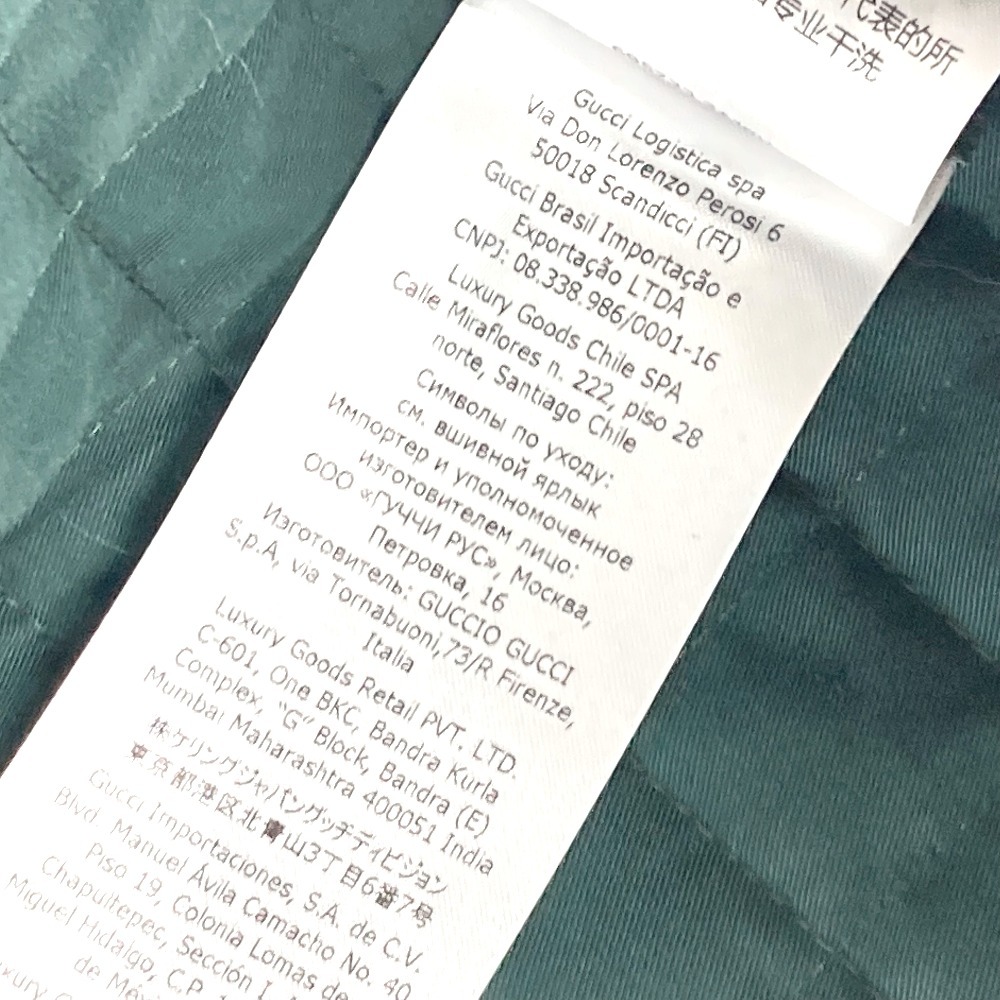 代表的所
专业干洗
Gucci Logistica spa
Via Don Lorenzo Perosi 6
50018 Scandicci (FI)
Gucci Brasil Importação e
Exportação LTDA
CNPJ: 08.338.986/0001-16
Luxury Goods Chile SPA
Calle Miraflores n. 222, piso 28
norte, Santiago Chile
Символы по уходу:
см. вшивной ярлык
Импортер и уполномоченное
изготовителем лицо:
ООО «ГУЧЧИ РУС», Москва,
Петровка, 16
Изготовитель: GUCCIO GUCCI
S.p.A, via Tornabuoni,73/R Firenze,
Italia
Luxury Goods Retail PVT. LTD.
C-601, One BKC, Bandra Kurla
Complex, "G" Block, Bandra (E)
Mumbai Maharashtra 400051 India
㈱ケリングジャパングッチディビジョン
東京都港区北青山3丁目6番7号
Gucci Importaciones, S.A. de C.V.
Blvd. Manuel Ávila Camacho No. 40
Piso 19, Colonia Lomas de
Chapultepec, Sección I,
Miguel Hidalgo, C.P.
de